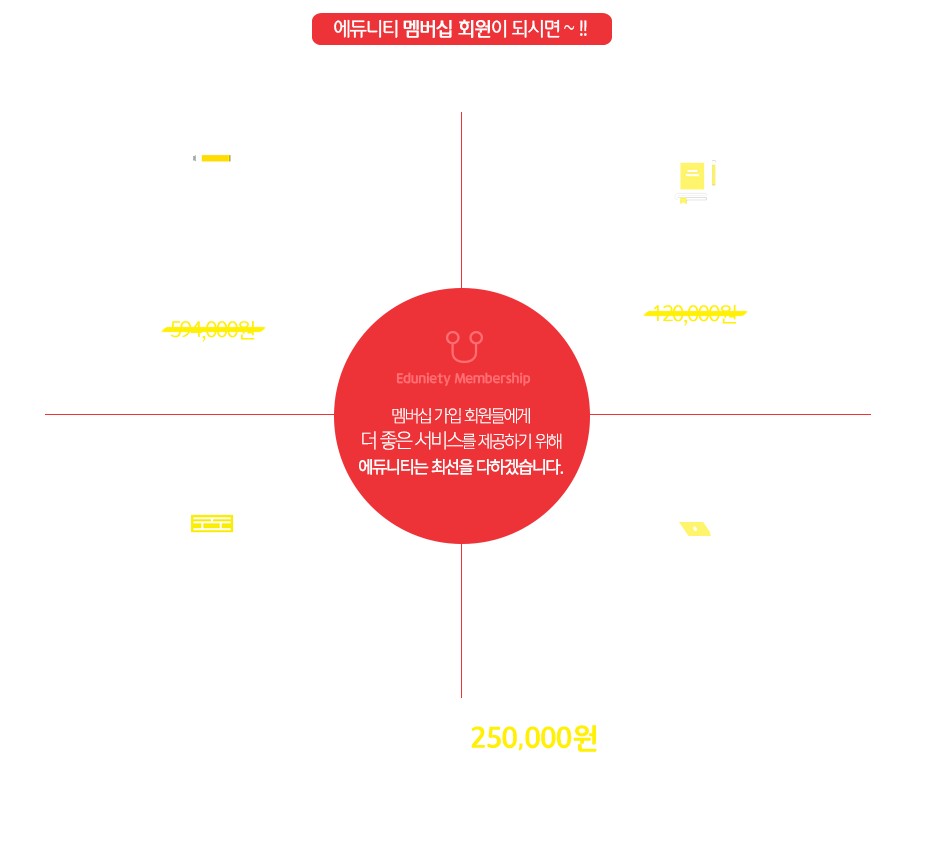 에듀니티 멤버십 회원이 되시면 ~ !!
594,000원
120,000원
Eduniety Membership
멤버십 가입 회원들에게
더 좋은 서비스를 제공하기 위해
에듀니티는 최선을 다하겠습니다.
250,000원